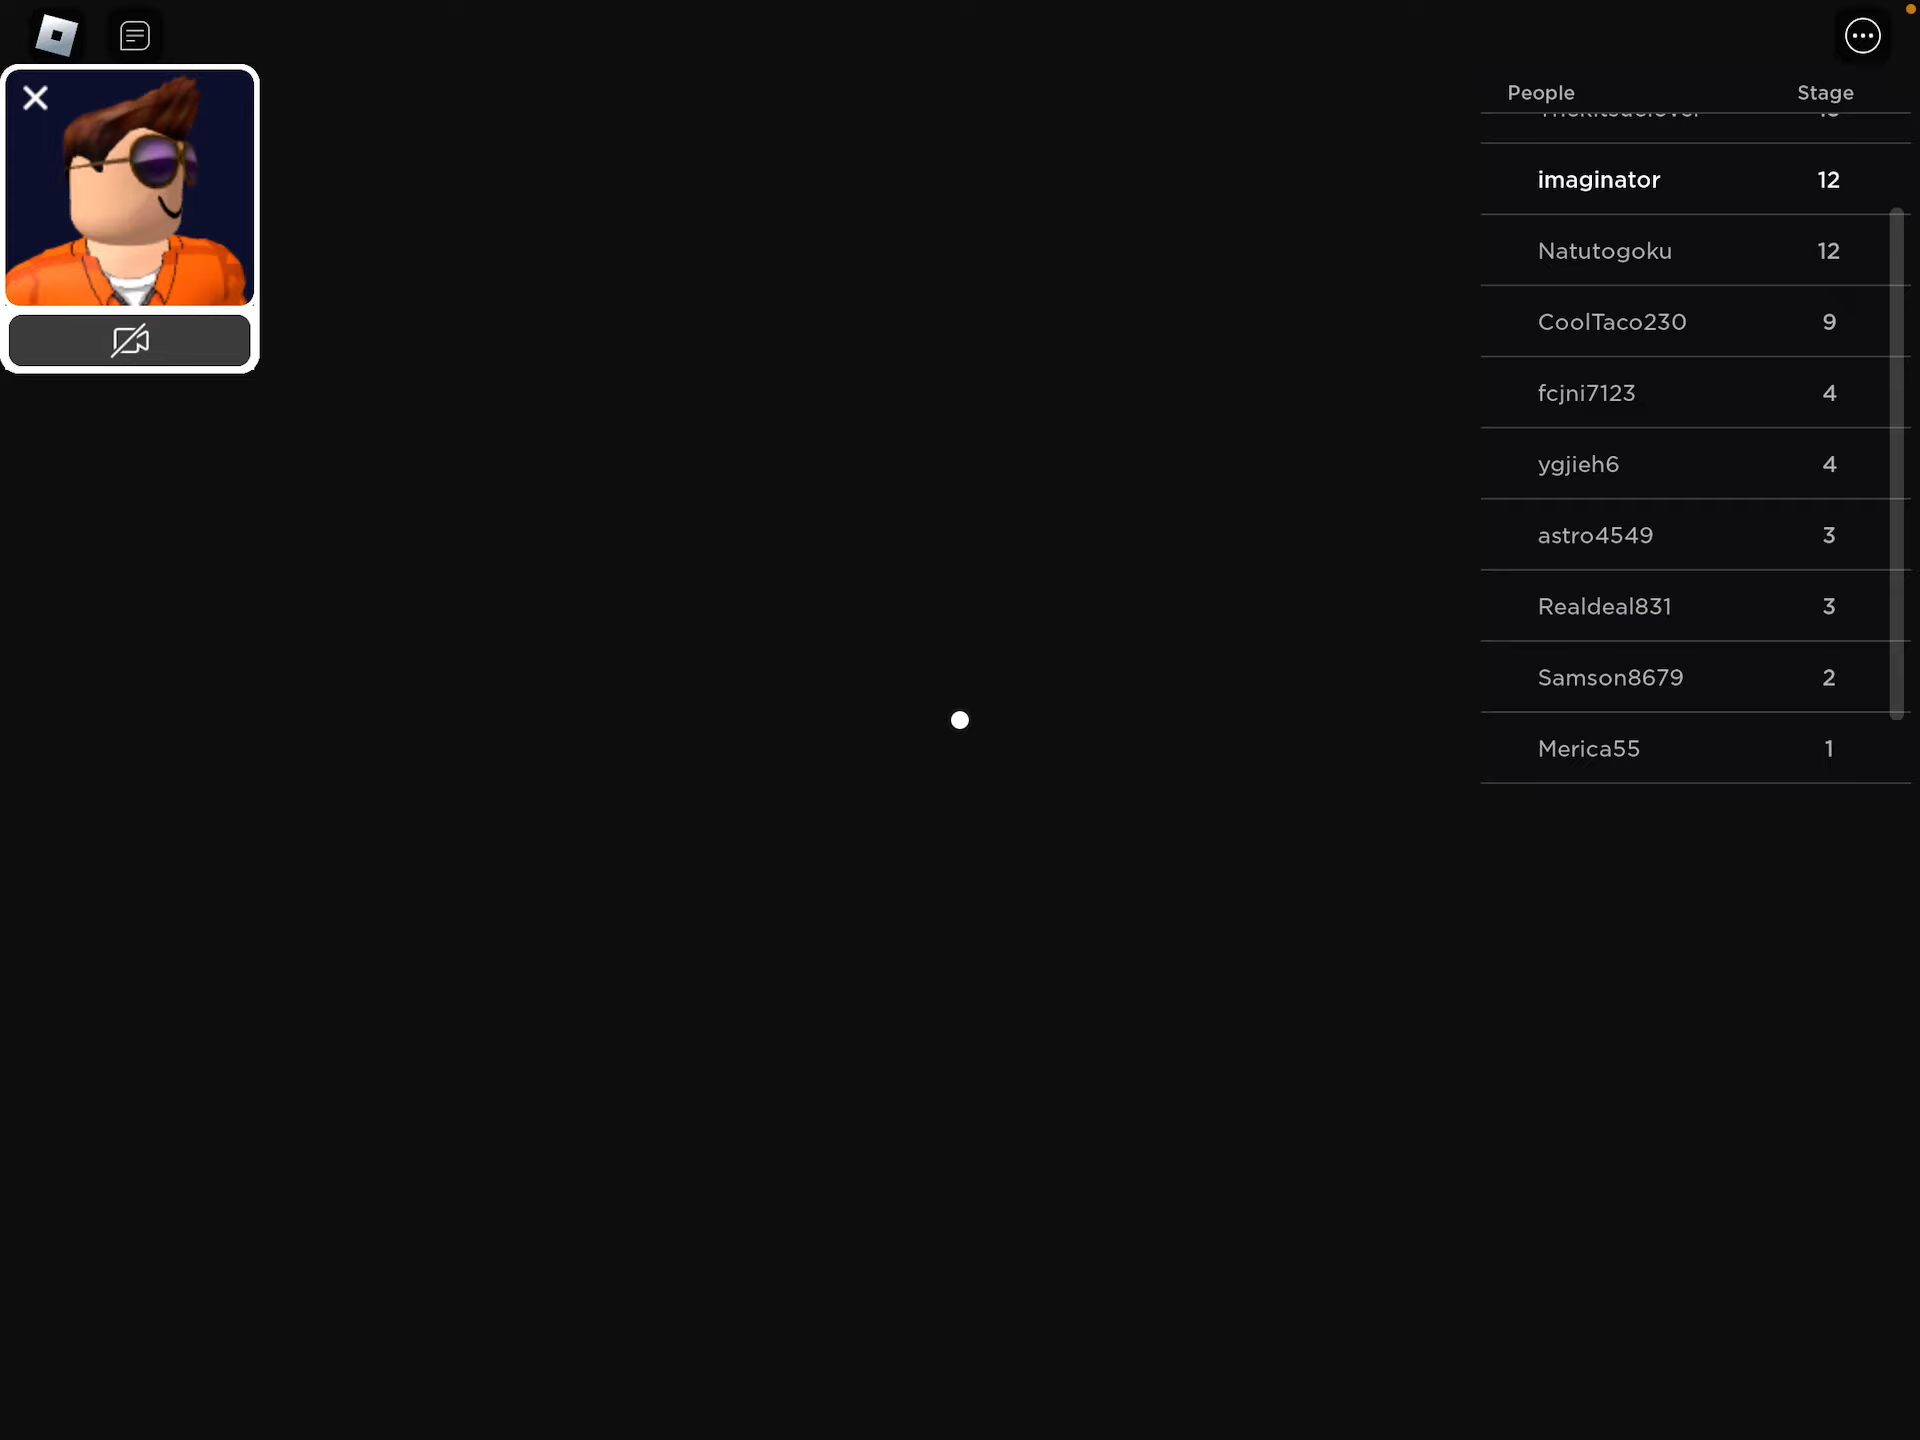 People Stage
imaginator 12
Natutogoku 12
CoolTaco230 9
fcjni7123 4
ygjieh6 4
astro4549 3
Realdeal831 3
Samson8679 2
Merica55 1